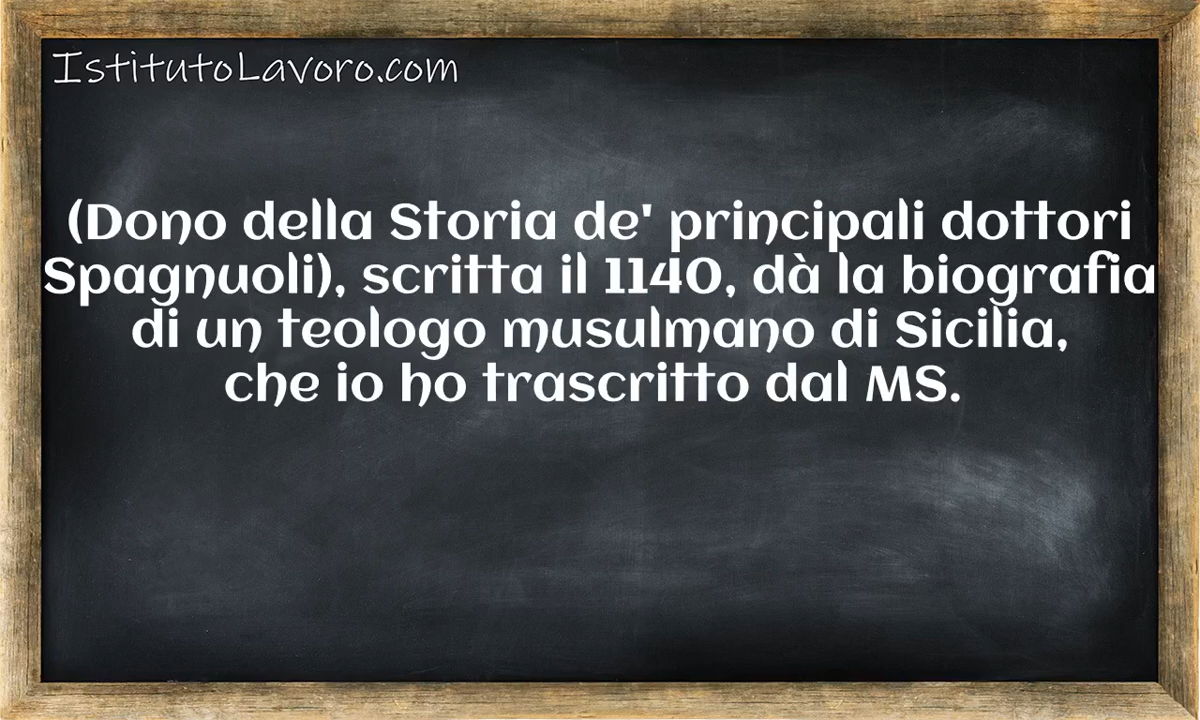 IstitutoLavoro.com
(Dono della Storia de' principali dottori
Spagnuoli), scritta il 1140, dà la biografia
di un teologo musulmano di Sicilia,
che io ho trascritto dal MS.